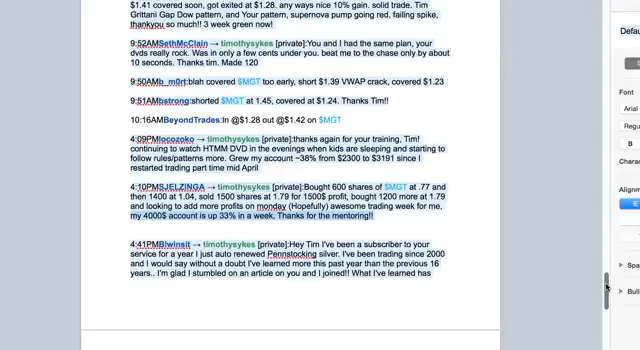 $1.41 covered soon, got exited at $1.28. any ways nice 10% gain. solid trade. Tim
Grittani Gap Dow pattern, and Your pattern, supernova pump going red, failing spike,
thankyou so much!! 3 week green now!
9:52AMSethMcClain → timothysykes [private]:You and I had the same plan, your
dvds really rock. Was in only a few cents under you. beat me to the chase only by about
10 seconds. Thanks tim. Made 120
9:50AMb_m0rt:blah covered $MGT too early, short $1.39 VWAP crack, covered $1.23
9:51AMbstrong:shorted $MGT at 1.45, covered at $1.24. Thanks Tim!!
10:16AMBeyondTrades:In @$1.28 out @$1.42 on $MGT
4:09PMlocozoko → timothysykes [private]:thanks again for your training, Tim!
continuing to watch HTMM DVD in the evenings when kids are sleeping and starting to
follow rules/patterns more. Grew my account ~38% from $2300 to $3191 since I
restarted trading part time mid April
4:10PMSJELZINGA → timothysykes [private]:Bought 600 shares of $MGT at .77 and
then 1400 at 1.04, sold 1500 shares at 1.79 for 1500$ profit, bought 1200 more at 1.79
and looking to add more profits on monday (Hopefully) awesome trading week for me,
my 4000$ account is up 33% in a week, Thanks for the mentoring!!
4:41PMBlwinsit → timothysykes [private]:Hey Tim I've been a subscriber to your
service for a year I just auto renewed Pennstocking silver. I've been trading since 2000
and I would say without a doubt I've learned more this past year than the previous 16
years.. I'm glad I stumbled on an article on you and I joined!! What I've learned has
Defau
Font
Arial
Regu
B
Chara
Alignm
Spa
Bull